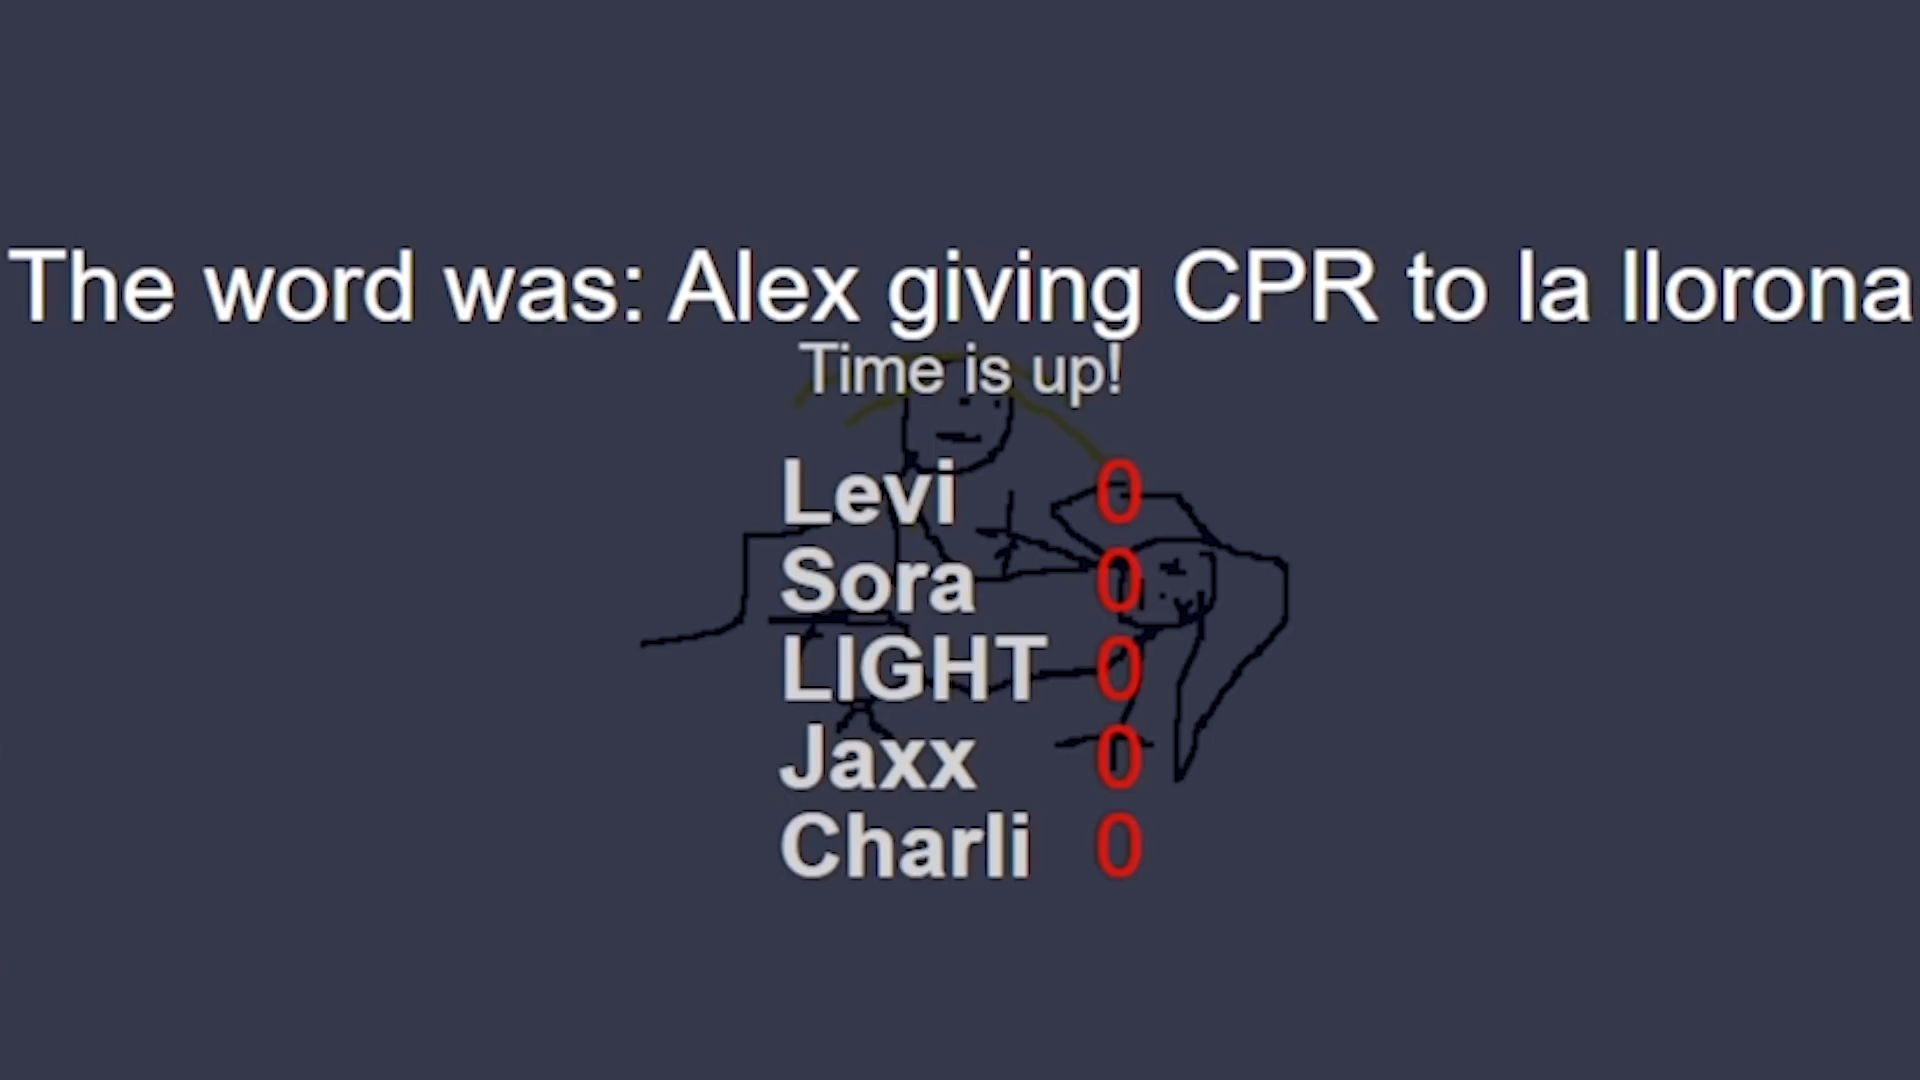 The word was: Alex giving CPR to la llorona
Time is up!
Levi 0
Sora 0
LIGHT 0
Jaxx 0
Charli 0